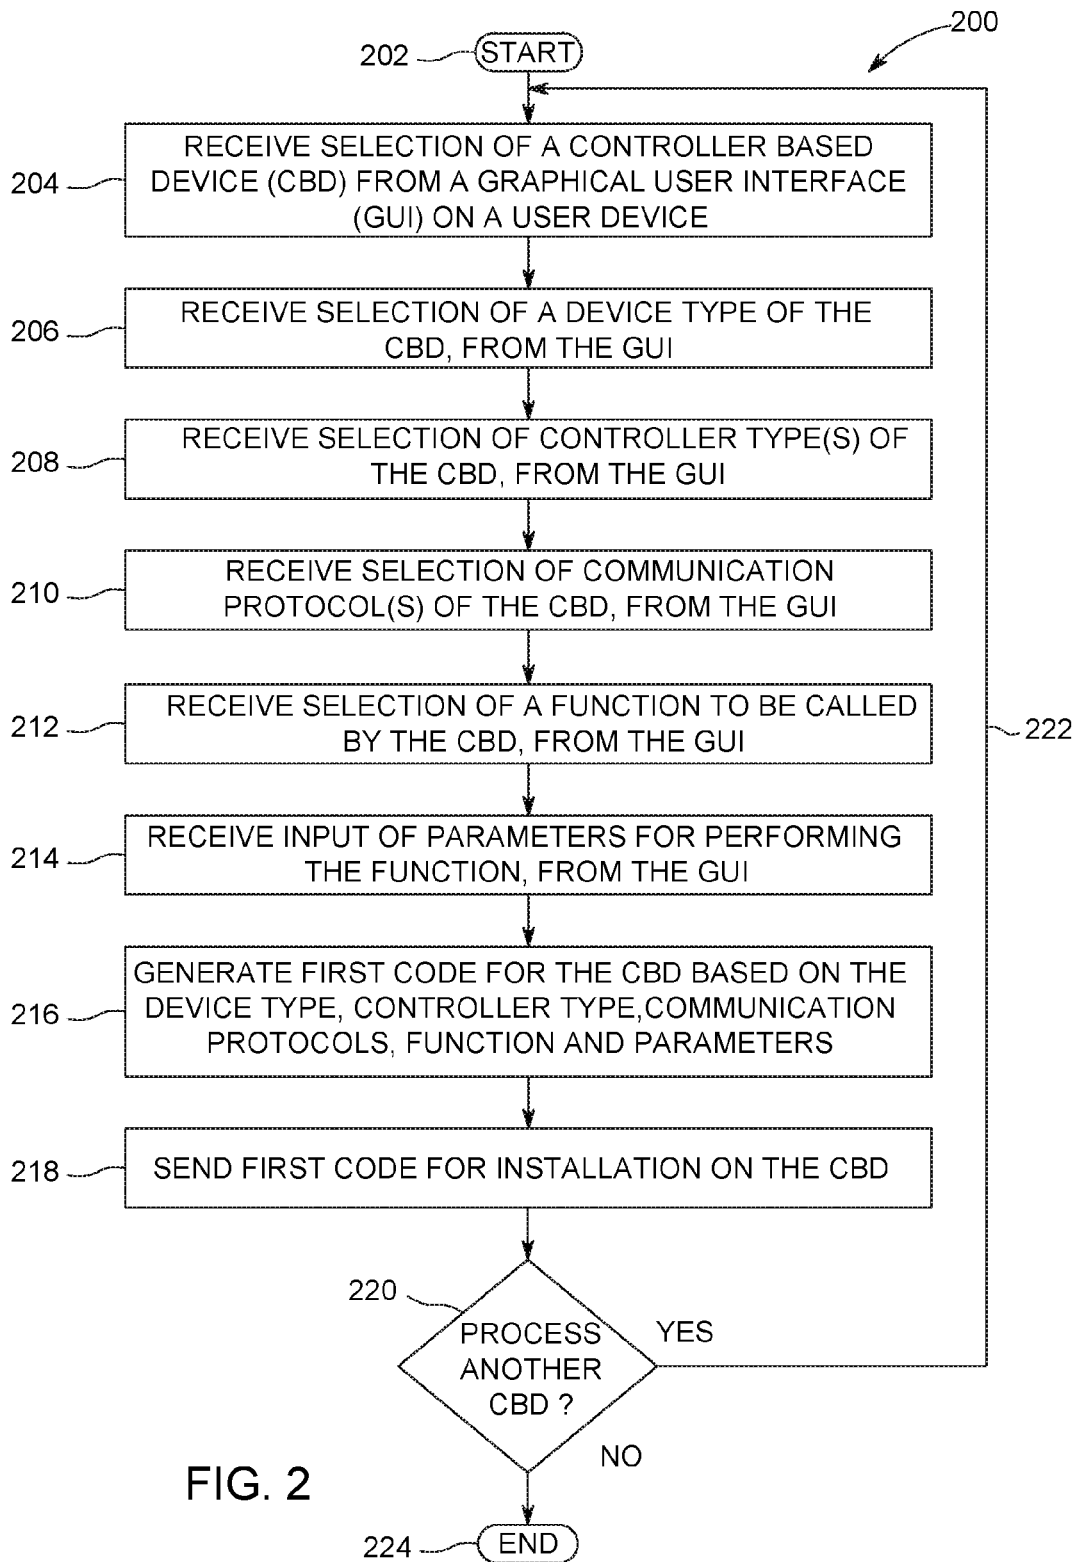 200
202
START
204
RECEIVE SELECTION OF A CONTROLLER BASED
DEVICE (CBD) FROM A GRAPHICAL USER INTERFACE
(GUI) ON A USER DEVICE
206
RECEIVE SELECTION OF A DEVICE TYPE OF THE
CBD, FROM THE GUI
208
RECEIVE SELECTION OF CONTROLLER TYPE(S) OF
THE CBD, FROM THE GUI
210
RECEIVE SELECTION OF COMMUNICATION
PROTOCOL(S) OF THE CBD, FROM THE GUI
212
RECEIVE SELECTION OF A FUNCTION TO BE CALLED
BY THE CBD, FROM THE GUI
222
214
RECEIVE INPUT OF PARAMETERS FOR PERFORMING
THE FUNCTION, FROM THE GUI
216
GENERATE FIRST CODE FOR THE CBD BASED ON THE
DEVICE TYPE, CONTROLLER TYPE,COMMUNICATION
PROTOCOLS, FUNCTION AND PARAMETERS
218
SEND FIRST CODE FOR INSTALLATION ON THE CBD
220
PROCESS
ANOTHER
CBD ?
YES
NO
FIG. 2
224
END